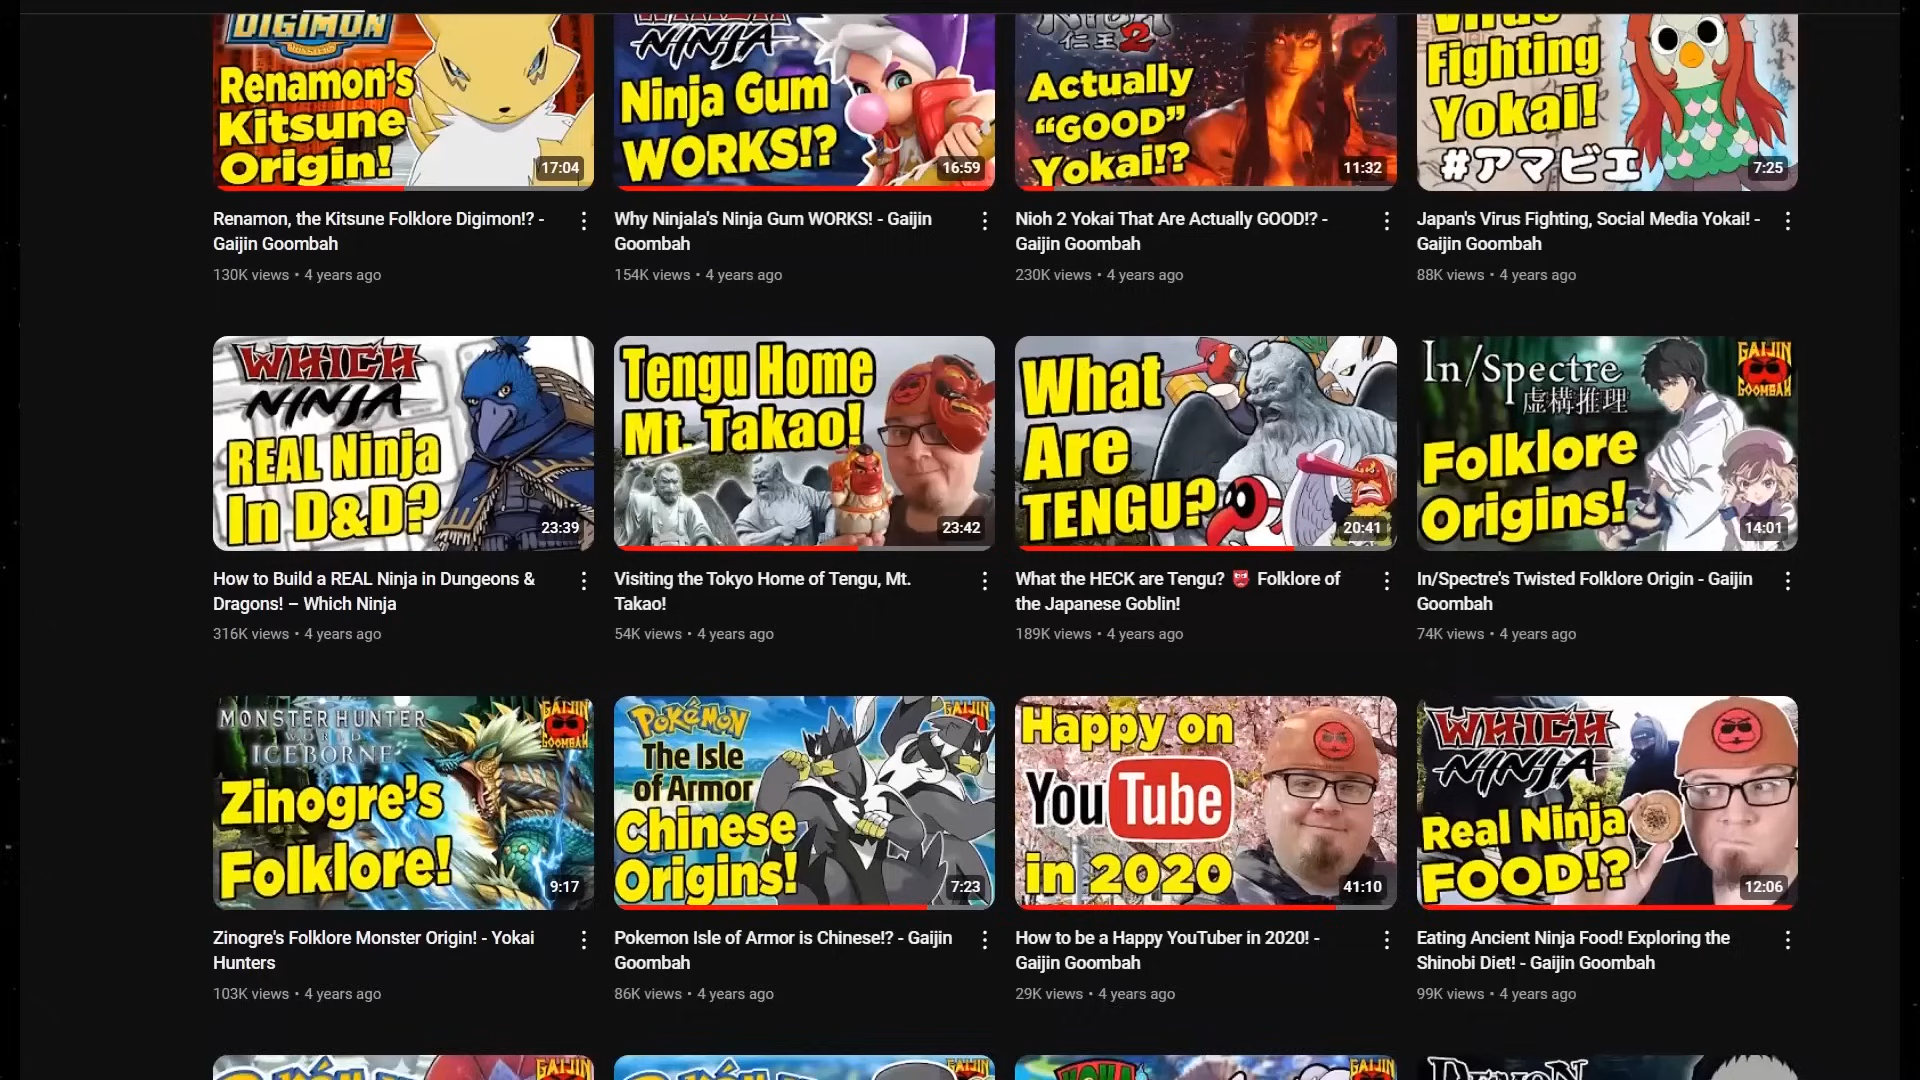 DIGIMON
MONSTERS
Renamon's
Kitsune
Origin!
17:04
WHICH
NINJA
Ninja Gum
WORKS!?
16:59
NIOH
仁王2
Actually
“GOOD”
Yokai!?
11:32
Virus
Fighting
Yokai!
#アマビエ
7:25
Renamon, the Kitsune Folklore Digimon!? -
Gaijin Goombah
130K views • 4 years ago
Why Ninjala's Ninja Gum WORKS! - Gaijin
Goombah
154K views • 4 years ago
Nioh 2 Yokai That Are Actually GOOD!? -
Gaijin Goombah
230K views • 4 years ago
Japan's Virus Fighting, Social Media Yokai! -
Gaijin Goombah
88K views • 4 years ago
WHICH
NINJA
REAL Ninja
In D&D?
23:39
Tengu Home
Mt. Takao!
23:42
What
Are
TENGU?
20:41
In/Spectre
虚構推理
GAIJIN
GOOMBAH
Folklore
Origins!
14:01
How to Build a REAL Ninja in Dungeons &
Dragons! – Which Ninja
316K views • 4 years ago
Visiting the Tokyo Home of Tengu, Mt.
Takao!
54K views • 4 years ago
What the HECK are Tengu? 👺 Folklore of
the Japanese Goblin!
189K views • 4 years ago
In/Spectre's Twisted Folklore Origin - Gaijin
Goombah
74K views • 4 years ago
MONSTER HUNTER
WORLD
ICEBORNE
GAIJIN
GOOMBAH
Zinogre's
Folklore!
9:17
POKéMON
GAIJIN
The Isle
of Armor
Chinese
Origins!
7:23
Happy on
YouTube
in 2020
41:10
WHICH
NINJA
Real Ninja
FOOD!?
12:06
Zinogre's Folklore Monster Origin! - Yokai
Hunters
103K views • 4 years ago
Pokemon Isle of Armor is Chinese!? - Gaijin
Goombah
86K views • 4 years ago
How to be a Happy YouTuber in 2020! -
Gaijin Goombah
29K views • 4 years ago
Eating Ancient Ninja Food! Exploring the
Shinobi Diet! - Gaijin Goombah
99K views • 4 years ago
GAIJIN
GAIJIN
GAIJIN